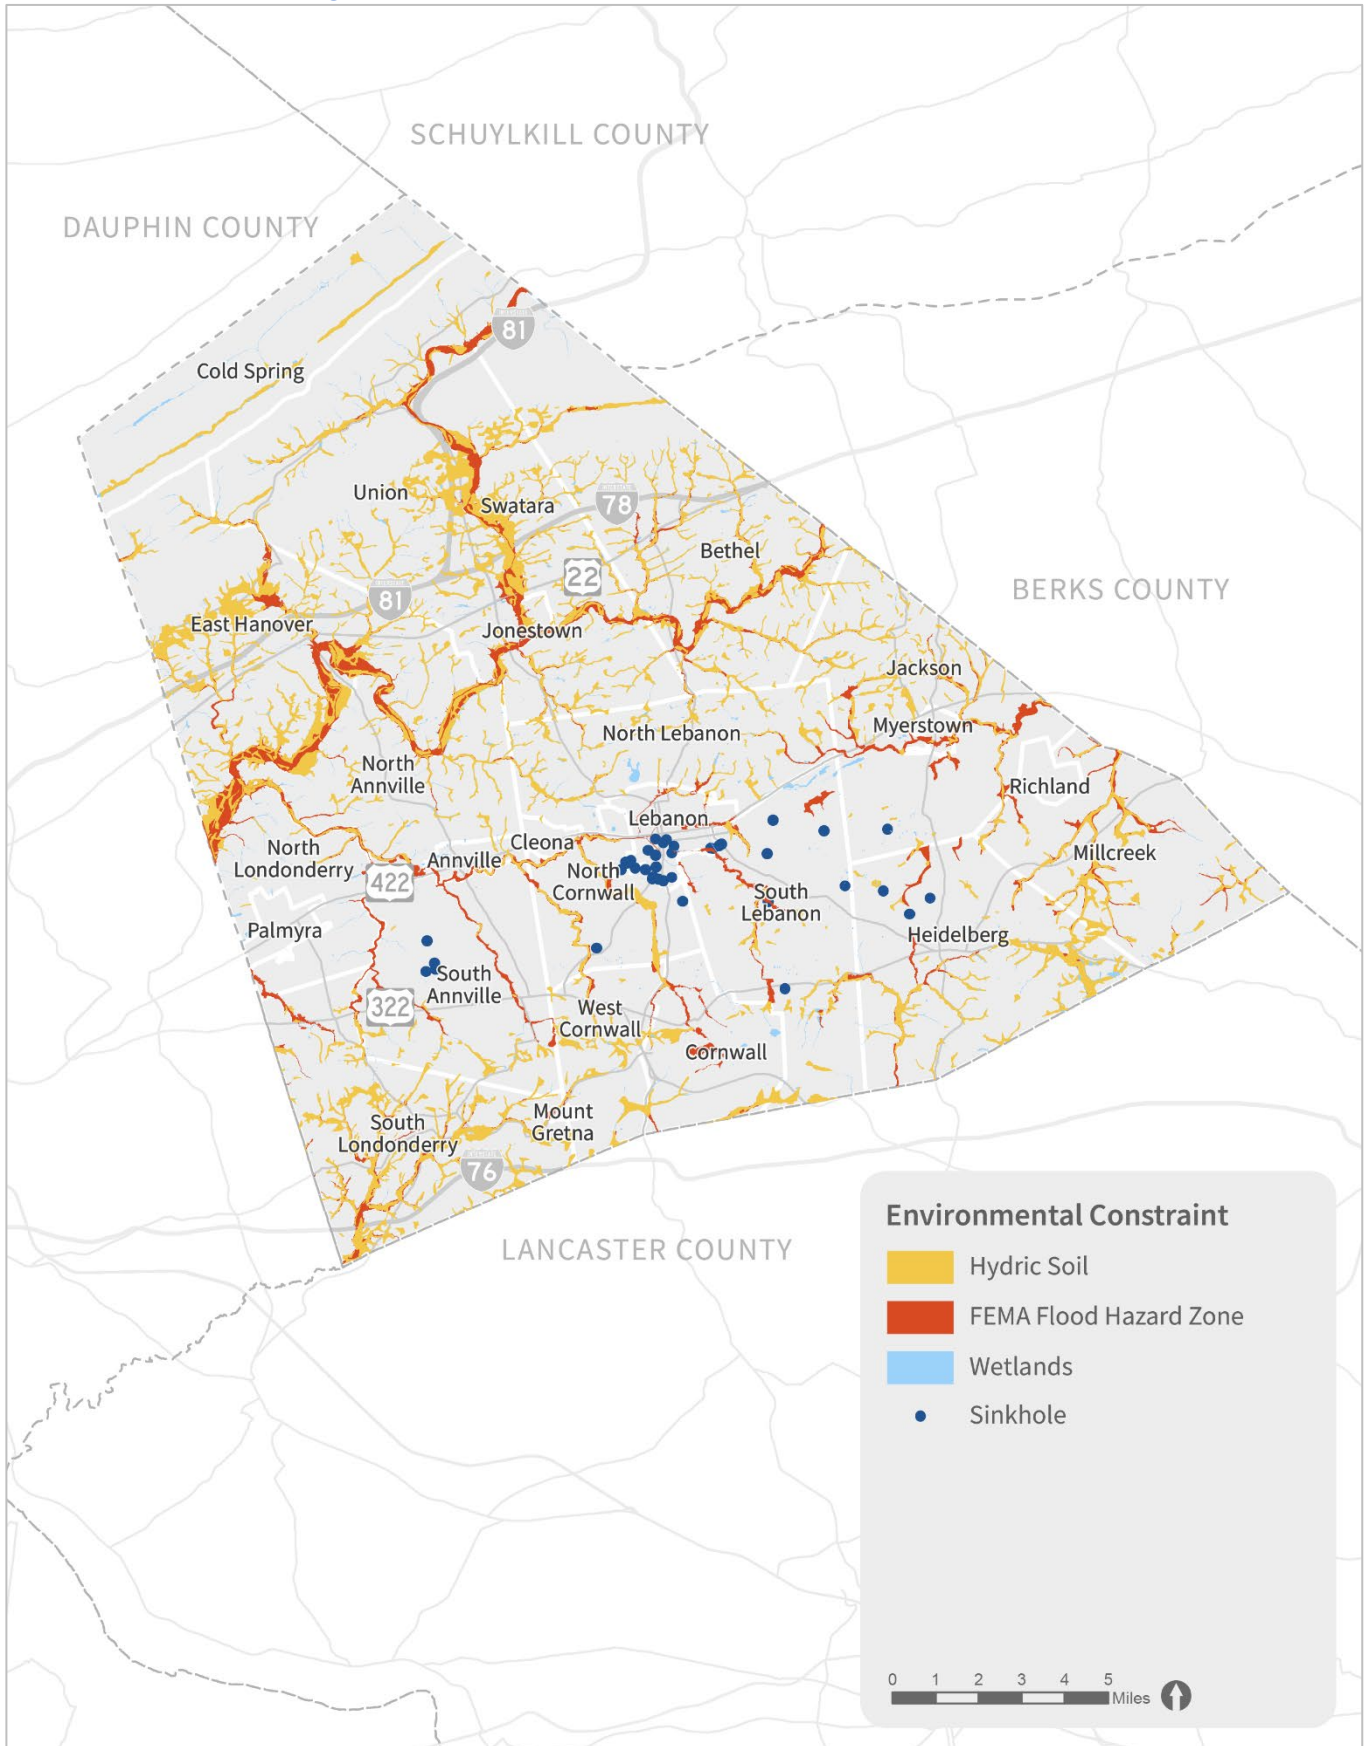 SCHUYLKILL COUNTY
DAUPHIN COUNTY
81
Cold Spring
Union
Swatara
78
Bethel
22
BERKS COUNTY
81
East Hanover
Jonestown
Jackson
Myerstown
North Lebanon
North
Annville
Richland
Lebanon
Cleona
Millcreek
North
Londonderry
Annville
422
North
Cornwall
South
Lebanon
Palmyra
Heidelberg
South
Annville
322
West
Cornwall
Cornwall
Mount
Gretna
South
Londonderry
76
LANCASTER COUNTY
Environmental Constraint
Hydric Soil
FEMA Flood Hazard Zone
Wetlands
Sinkhole
0 1 2 3 4 5
Miles